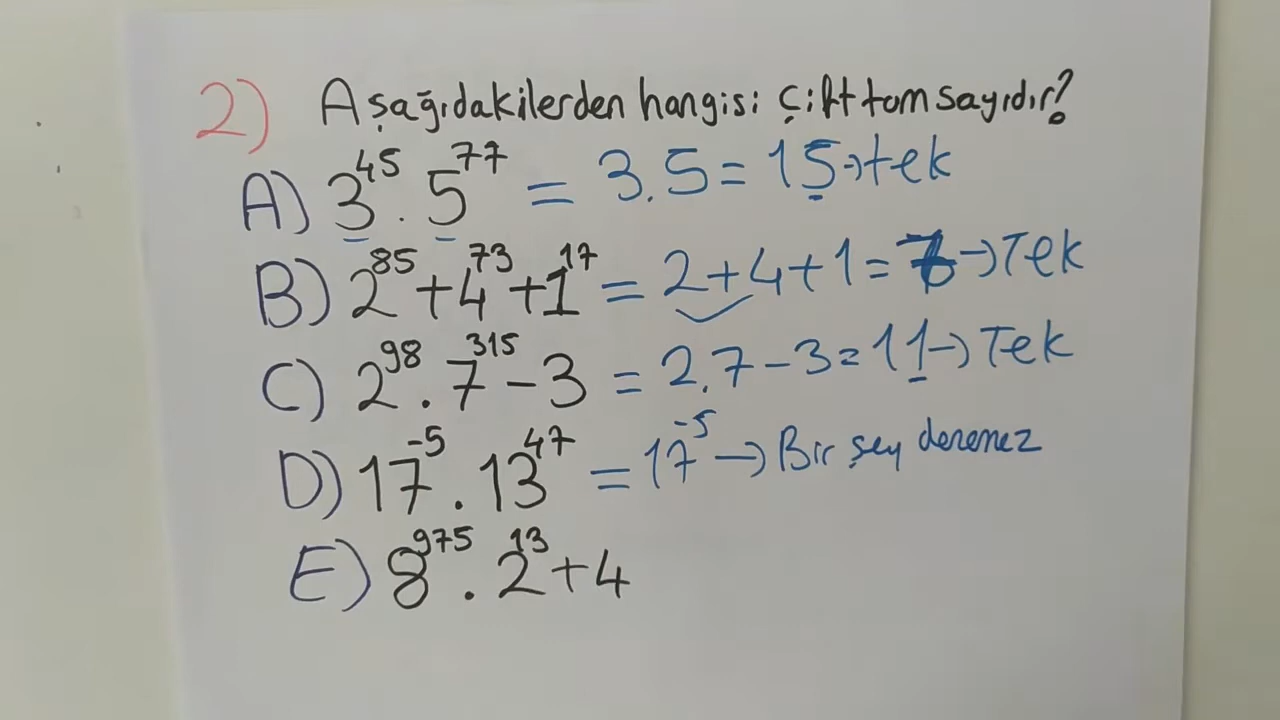 2) Aşağıdakilerden hangisi çift tam sayıdır?
A) 3^45 . 5^77 = 3.5 = 15 → tek
B) 2^85 + 4^73 + 1^17 = 2+4+1 = 7 → Tek
C) 2^98 . 7^315 - 3 = 2.7-3 = 11 → Tek
D) 17^-5 . 13^47 = 17^-5 → Bir şey denemez
E) 8^975 . 2^13 + 4